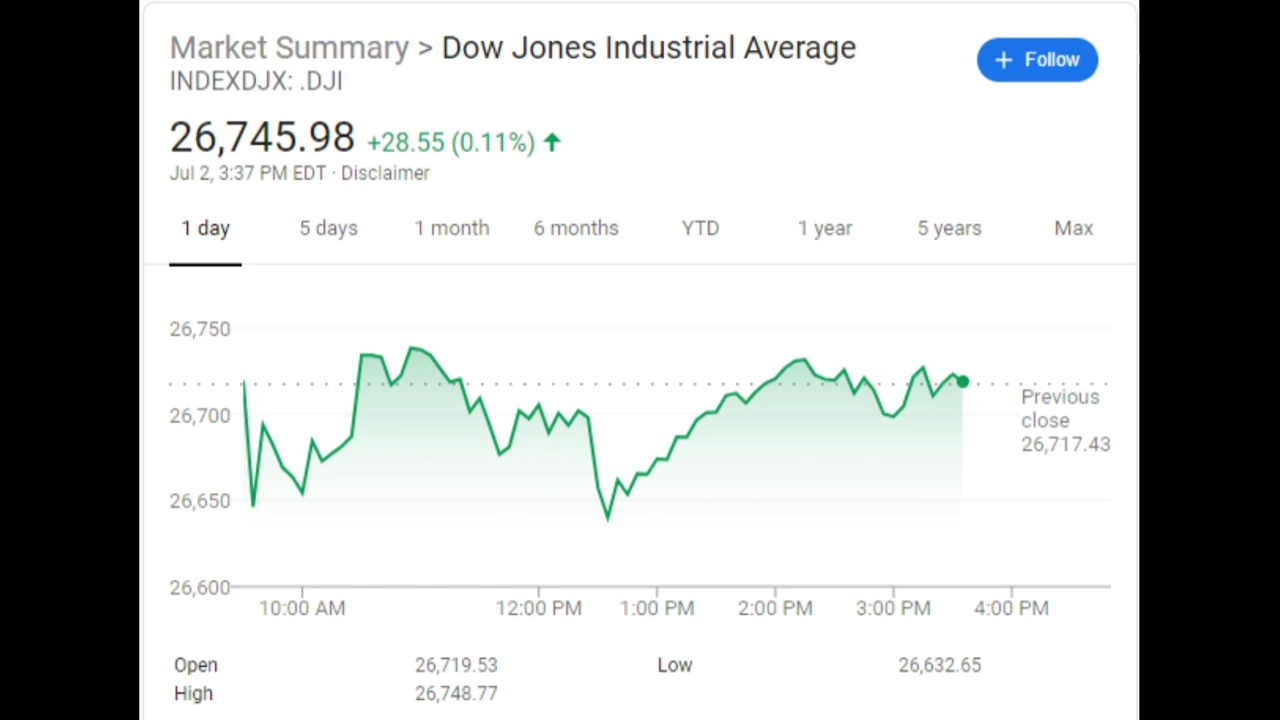 Market Summary > Dow Jones Industrial Average
INDEXDJX: .DJI
+ Follow
26,745.98 +28.55 (0.11%) ↑
Jul 2, 3:37 PM EDT · Disclaimer
1 day 5 days 1 month 6 months YTD 1 year 5 years Max
26,750
26,700
26,650
26,600
Previous
close
26,717.43
10:00 AM 12:00 PM 1:00 PM 2:00 PM 3:00 PM 4:00 PM
Open 26,719.53 Low 26,632.65
High 26,748.77